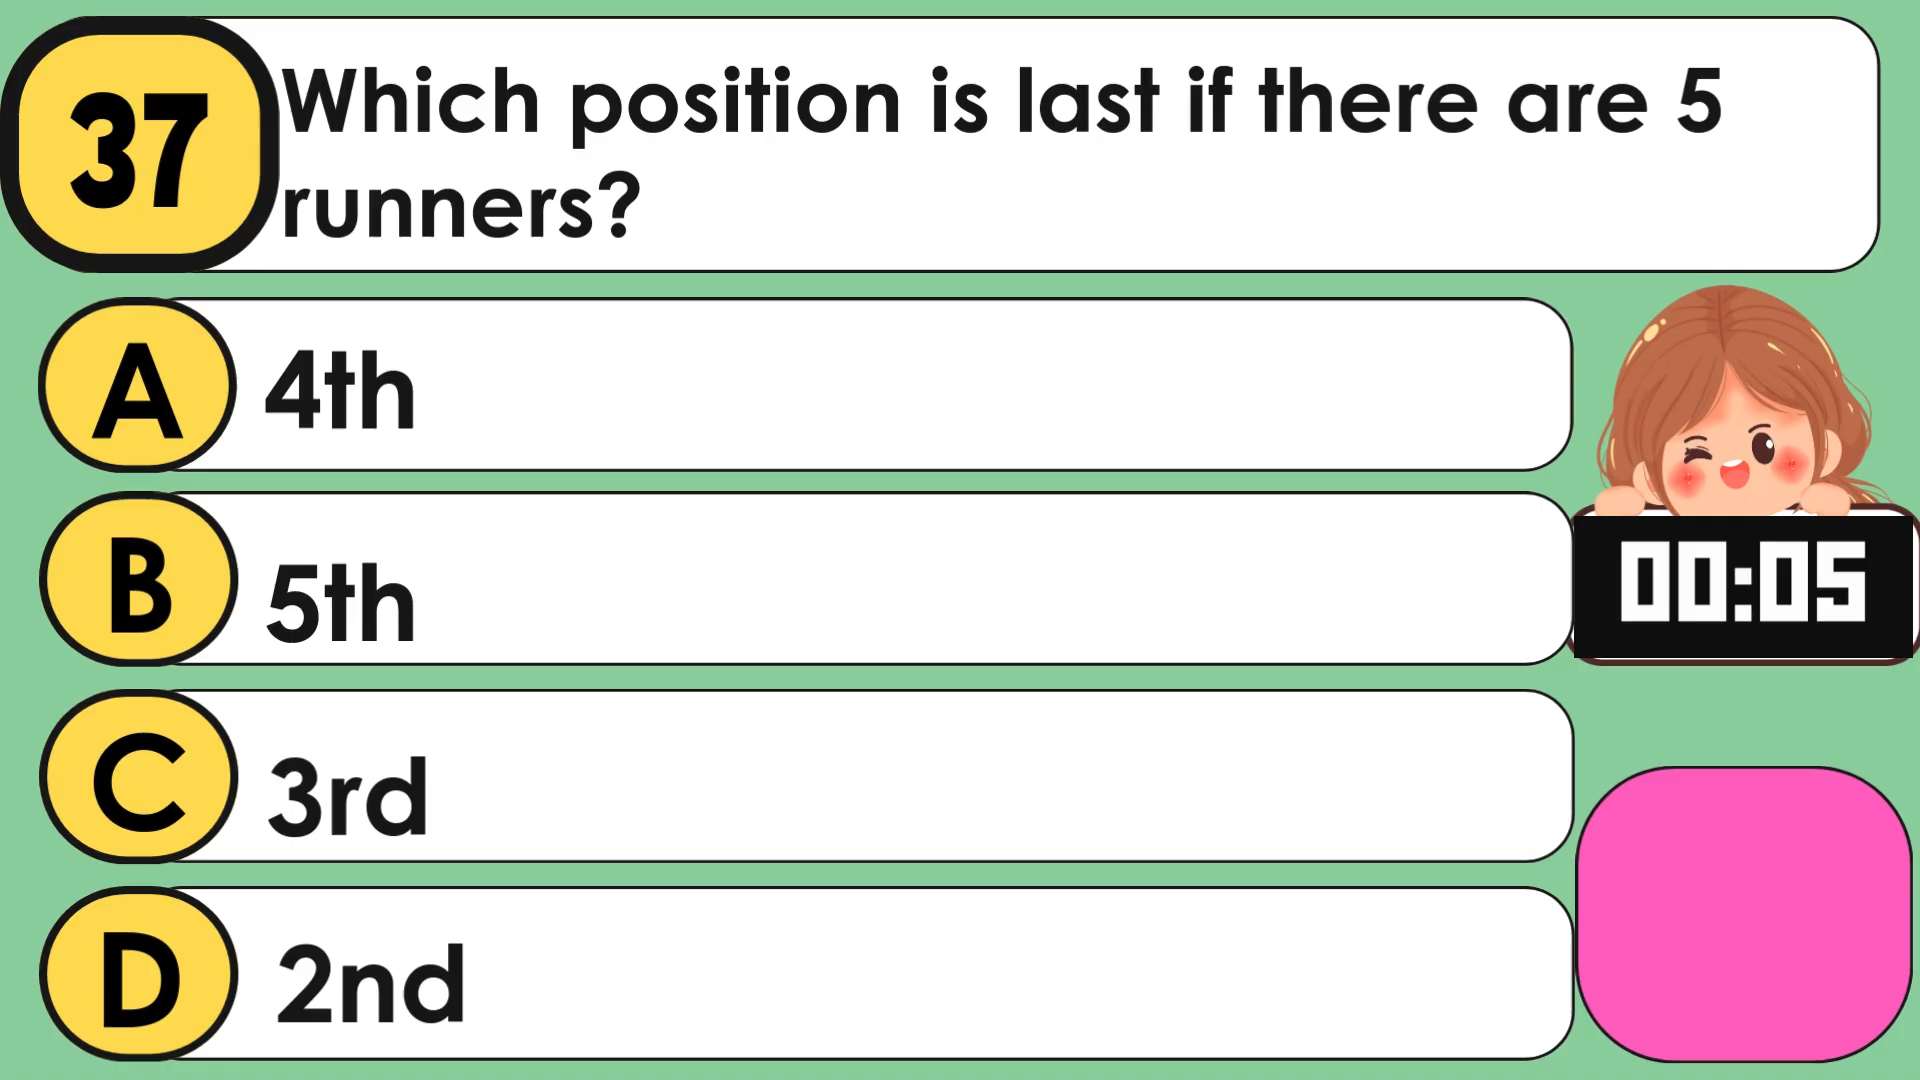 37
Which position is last if there are 5
runners?
A
4th
B
5th
00:05
C
3rd
D
2nd